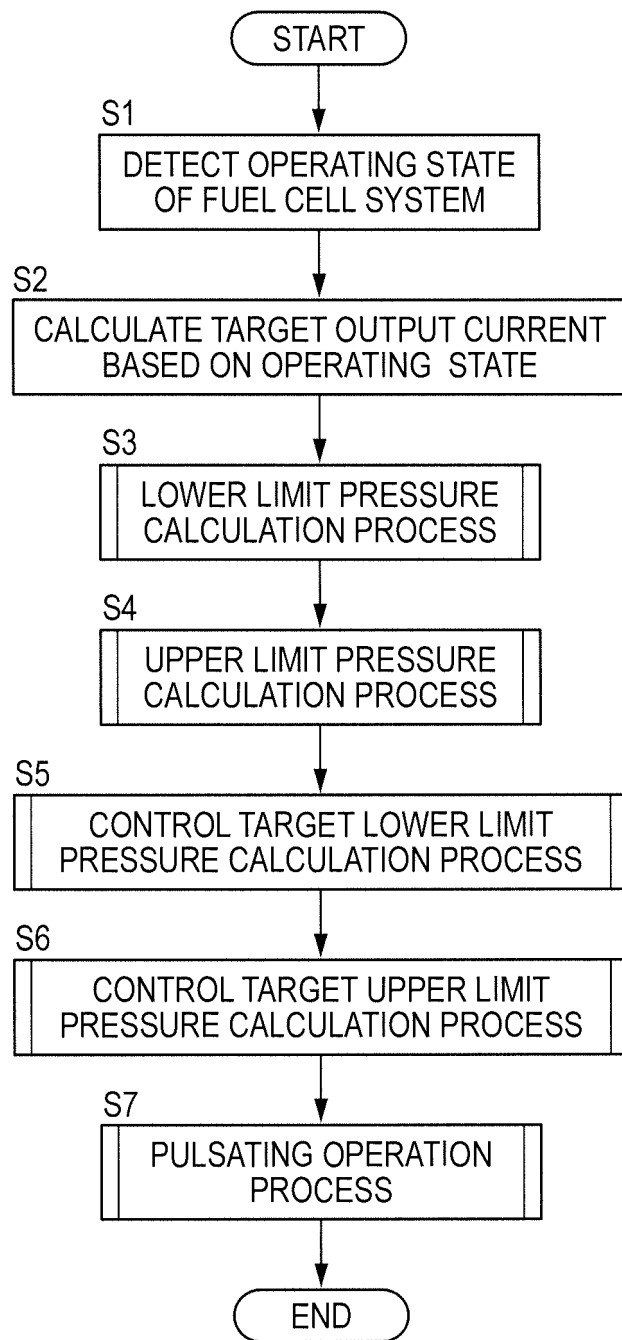 START
S1
DETECT OPERATING STATE
OF FUEL CELL SYSTEM
S2
CALCULATE TARGET OUTPUT CURRENT
BASED ON OPERATING STATE
S3
LOWER LIMIT PRESSURE
CALCULATION PROCESS
S4
UPPER LIMIT PRESSURE
CALCULATION PROCESS
S5
CONTROL TARGET LOWER LIMIT
PRESSURE CALCULATION PROCESS
S6
CONTROL TARGET UPPER LIMIT
PRESSURE CALCULATION PROCESS
S7
PULSATING OPERATION
PROCESS
END